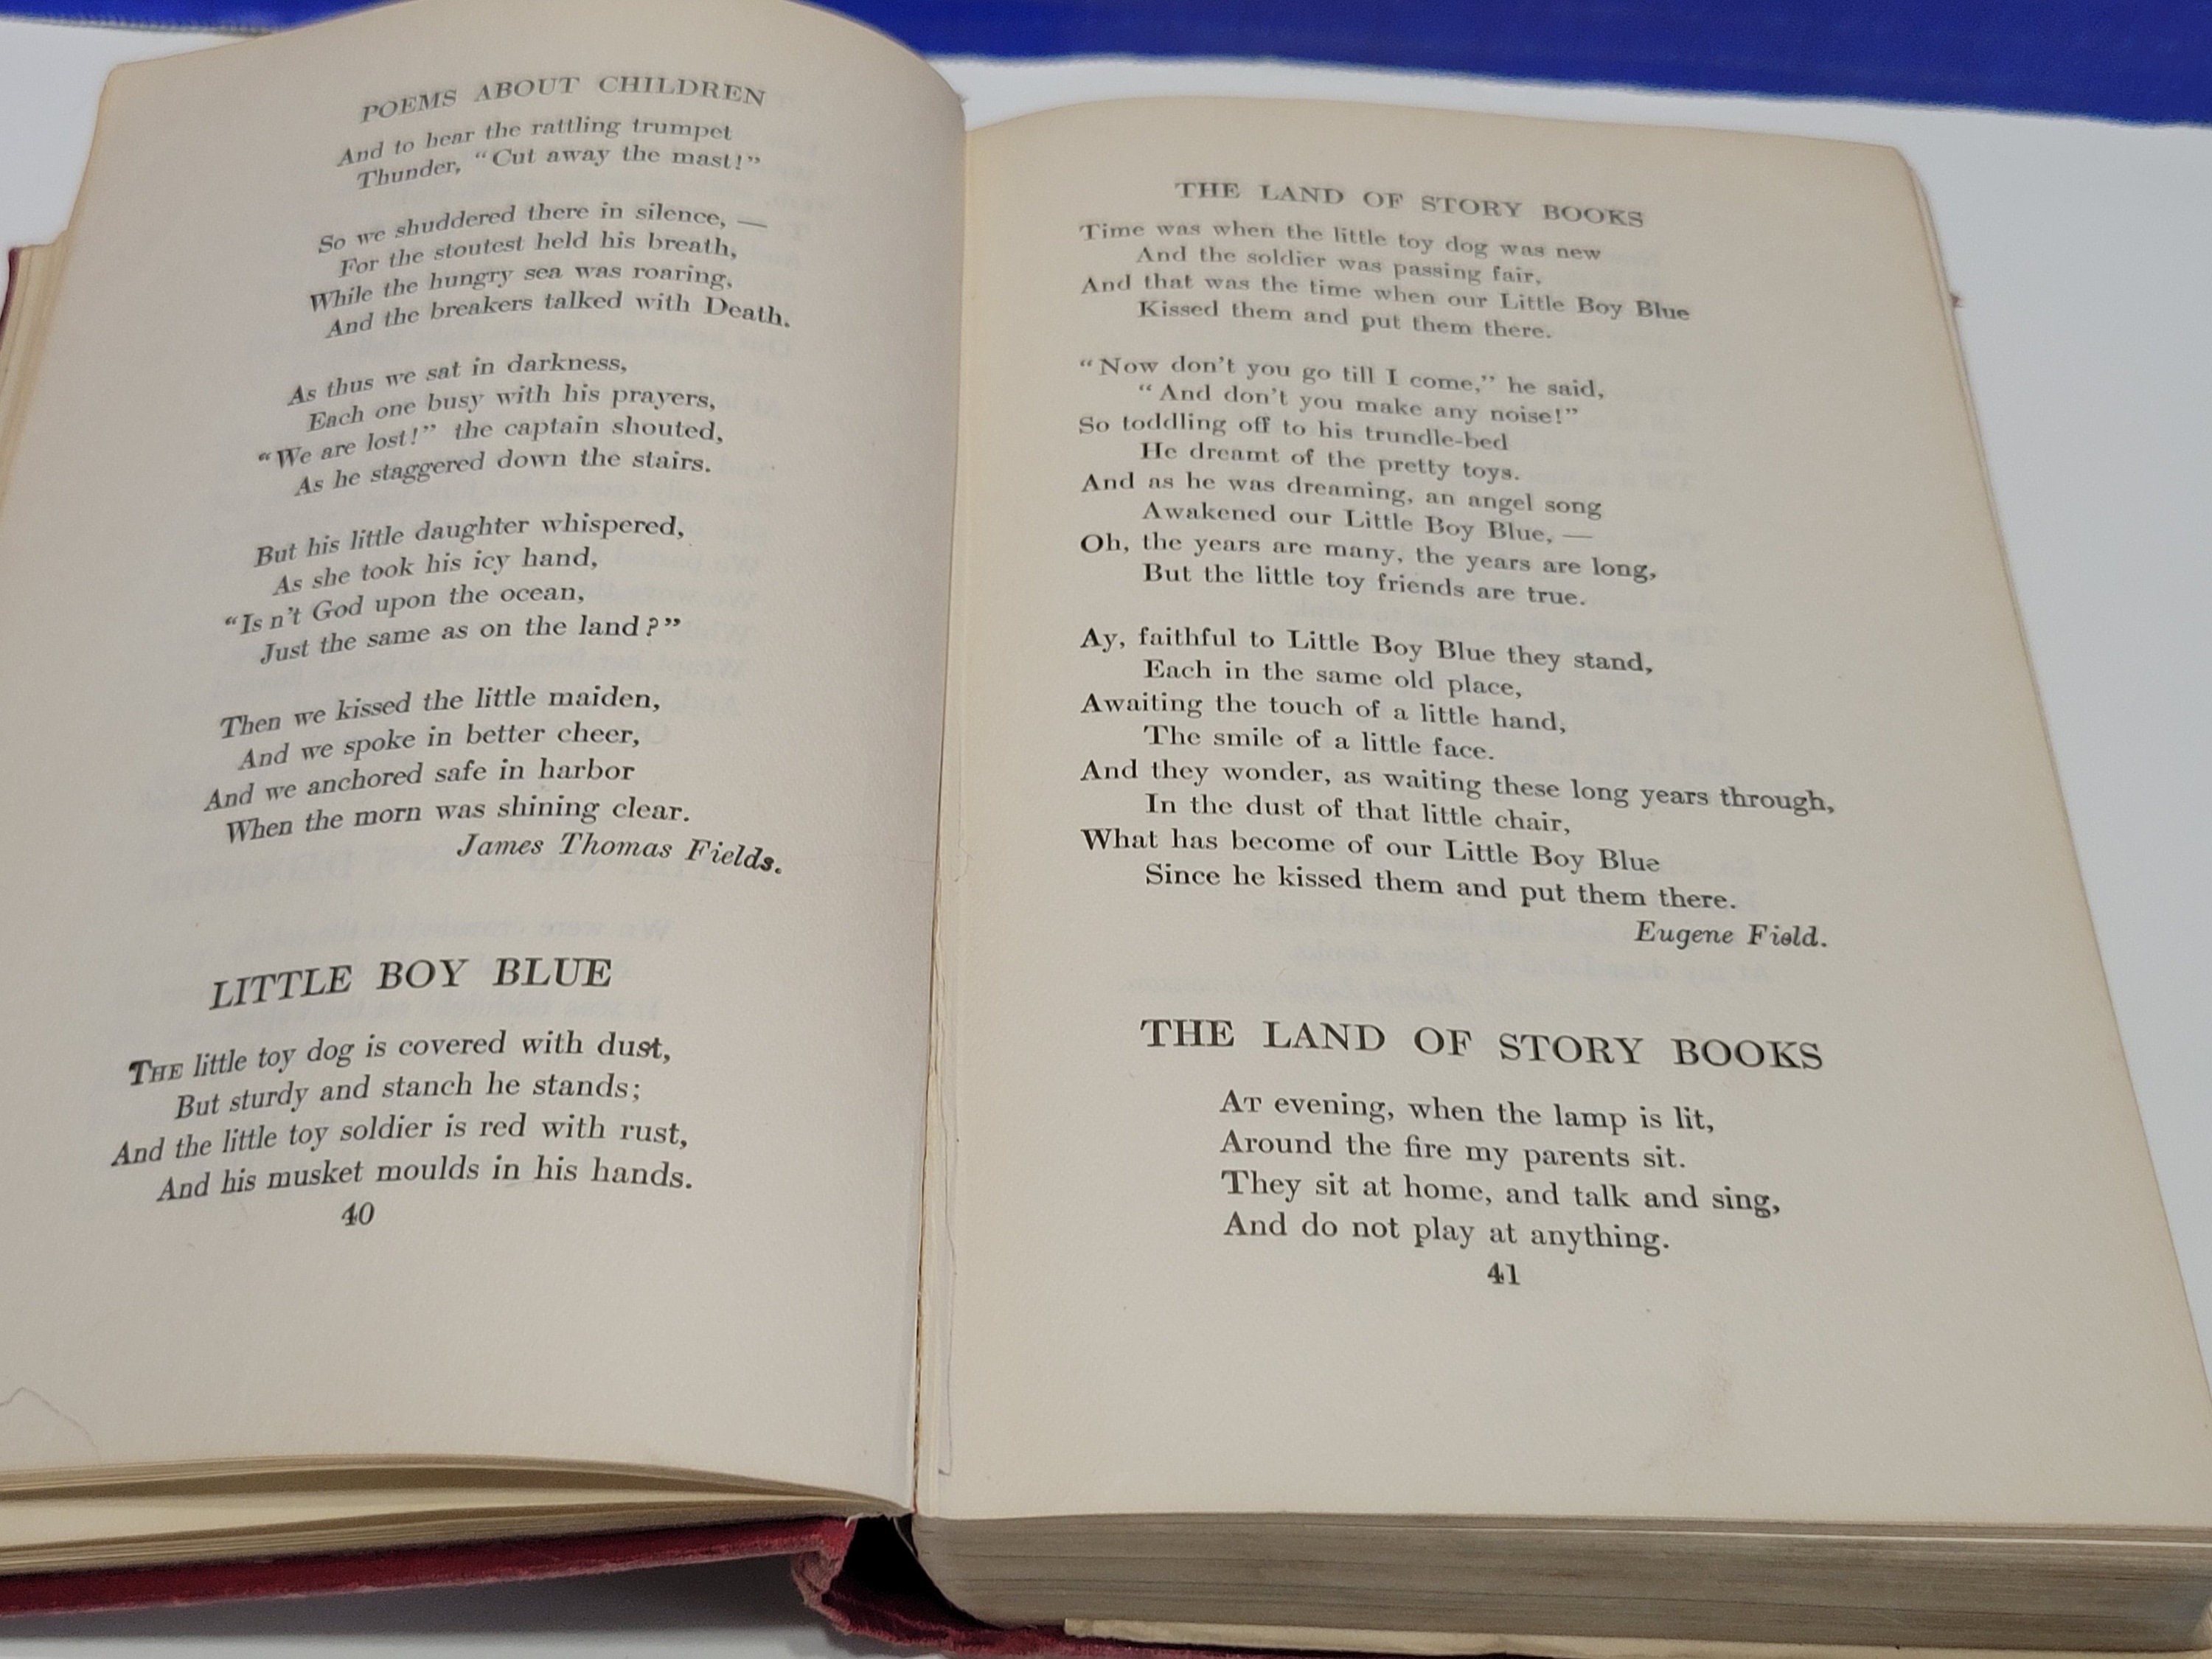 POEMS ABOUT CHILDREN
And to hear the rattling trumpet
Thunder, “Cut away the mast!”
So we shuddered there in silence, —
For the stoutest held his breath,
While the hungry sea was roaring,
And the breakers talked with Death.
As thus we sat in darkness,
Each one busy with his prayers,
“We are lost!” the captain shouted,
As he staggered down the stairs.
But his little daughter whispered,
As she took his icy hand,
“Is n’t God upon the ocean,
Just the same as on the land?”
Then we kissed the little maiden,
And we spoke in better cheer,
And we anchored safe in harbor
When the morn was shining clear.
James Thomas Fields.
LITTLE BOY BLUE
THE little toy dog is covered with dust,
But sturdy and stanch he stands;
And the little toy soldier is red with rust,
And his musket moulds in his hands.
40
THE LAND OF STORY BOOKS
Time was when the little toy dog was new
And the soldier was passing fair,
And that was the time when our Little Boy Blue
Kissed them and put them there.
“Now don’t you go till I come,” he said,
“And don’t you make any noise!”
So toddling off to his trundle-bed
He dreamt of the pretty toys.
And as he was dreaming, an angel song
Awakened our Little Boy Blue, —
Oh, the years are many, the years are long,
But the little toy friends are true.
Ay, faithful to Little Boy Blue they stand,
Each in the same old place,
Awaiting the touch of a little hand,
The smile of a little face.
And they wonder, as waiting these long years through,
In the dust of that little chair,
What has become of our Little Boy Blue
Since he kissed them and put them there.
Eugene Field.
THE LAND OF STORY BOOKS
AT evening, when the lamp is lit,
Around the fire my parents sit.
They sit at home, and talk and sing,
And do not play at anything.
41